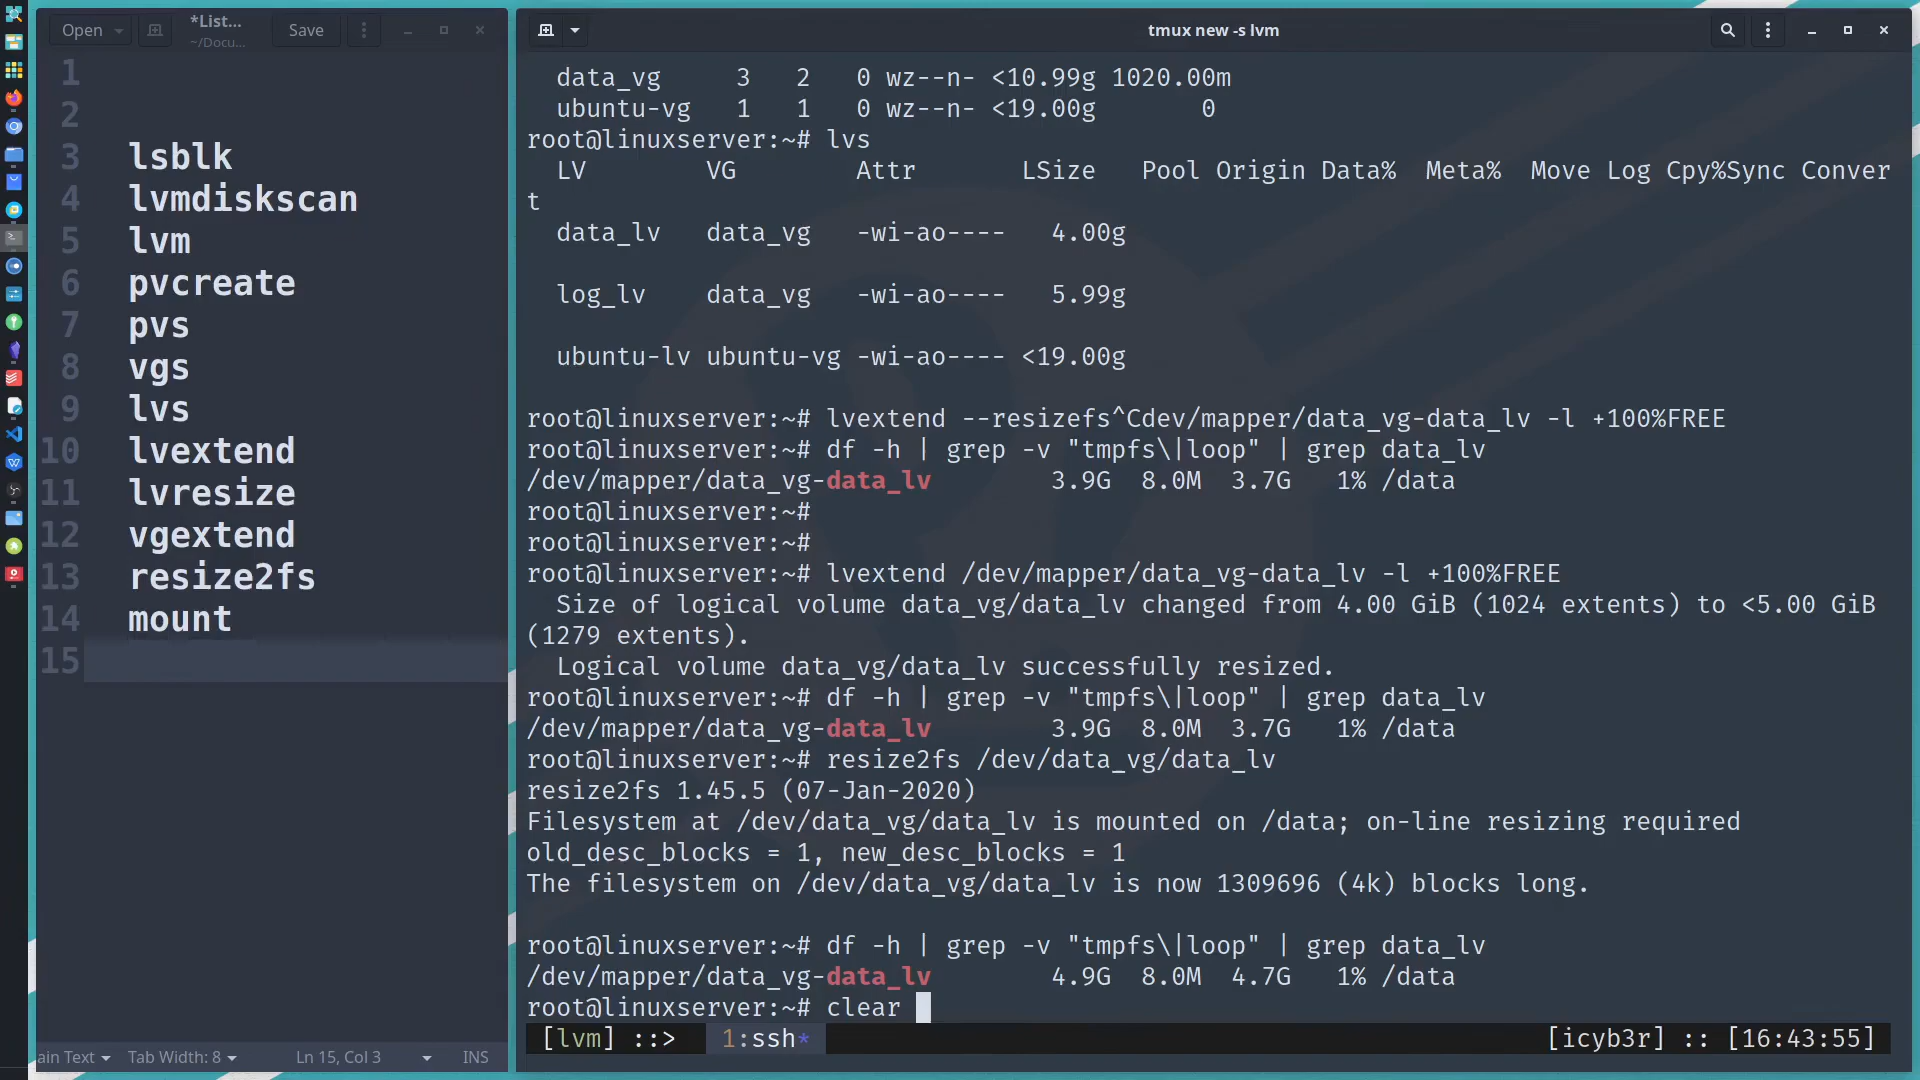 Open
*List...
~/Docu...
Save
1
2
3 lsblk
4 lvmdiskscan
5 lvm
6 pvcreate
7 pvs
8 vgs
9 lvs
10 lvextend
11 lvresize
12 vgextend
13 resize2fs
14 mount
15
ain Text Tab Width: 8 Ln 15, Col 3 INS
tmux new -s lvm
data_vg 3 2 0 wz--n- <10.99g 1020.00m
ubuntu-vg 1 1 0 wz--n- <19.00g 0
root@linuxserver:~# lvs
LV VG Attr LSize Pool Origin Data% Meta% Move Log Cpy%Sync Conver
t
data_lv data_vg -wi-ao---- 4.00g
log_lv data_vg -wi-ao---- 5.99g
ubuntu-lv ubuntu-vg -wi-ao---- <19.00g
root@linuxserver:~# lvextend --resizefs^Cdev/mapper/data_vg-data_lv -l +100%FREE
root@linuxserver:~# df -h | grep -v "tmpfs\|loop" | grep data_lv
/dev/mapper/data_vg-data_lv 3.9G 8.0M 3.7G 1% /data
root@linuxserver:~#
root@linuxserver:~#
root@linuxserver:~# lvextend /dev/mapper/data_vg-data_lv -l +100%FREE
Size of logical volume data_vg/data_lv changed from 4.00 GiB (1024 extents) to <5.00 GiB
(1279 extents).
Logical volume data_vg/data_lv successfully resized.
root@linuxserver:~# df -h | grep -v "tmpfs\|loop" | grep data_lv
/dev/mapper/data_vg-data_lv 3.9G 8.0M 3.7G 1% /data
root@linuxserver:~# resize2fs /dev/data_vg/data_lv
resize2fs 1.45.5 (07-Jan-2020)
Filesystem at /dev/data_vg/data_lv is mounted on /data; on-line resizing required
old_desc_blocks = 1, new_desc_blocks = 1
The filesystem on /dev/data_vg/data_lv is now 1309696 (4k) blocks long.
root@linuxserver:~# df -h | grep -v "tmpfs\|loop" | grep data_lv
/dev/mapper/data_vg-data_lv 4.9G 8.0M 4.7G 1% /data
root@linuxserver:~# clear
[lvm] ::> 1:ssh* [icyb3r] :: [16:43:55]